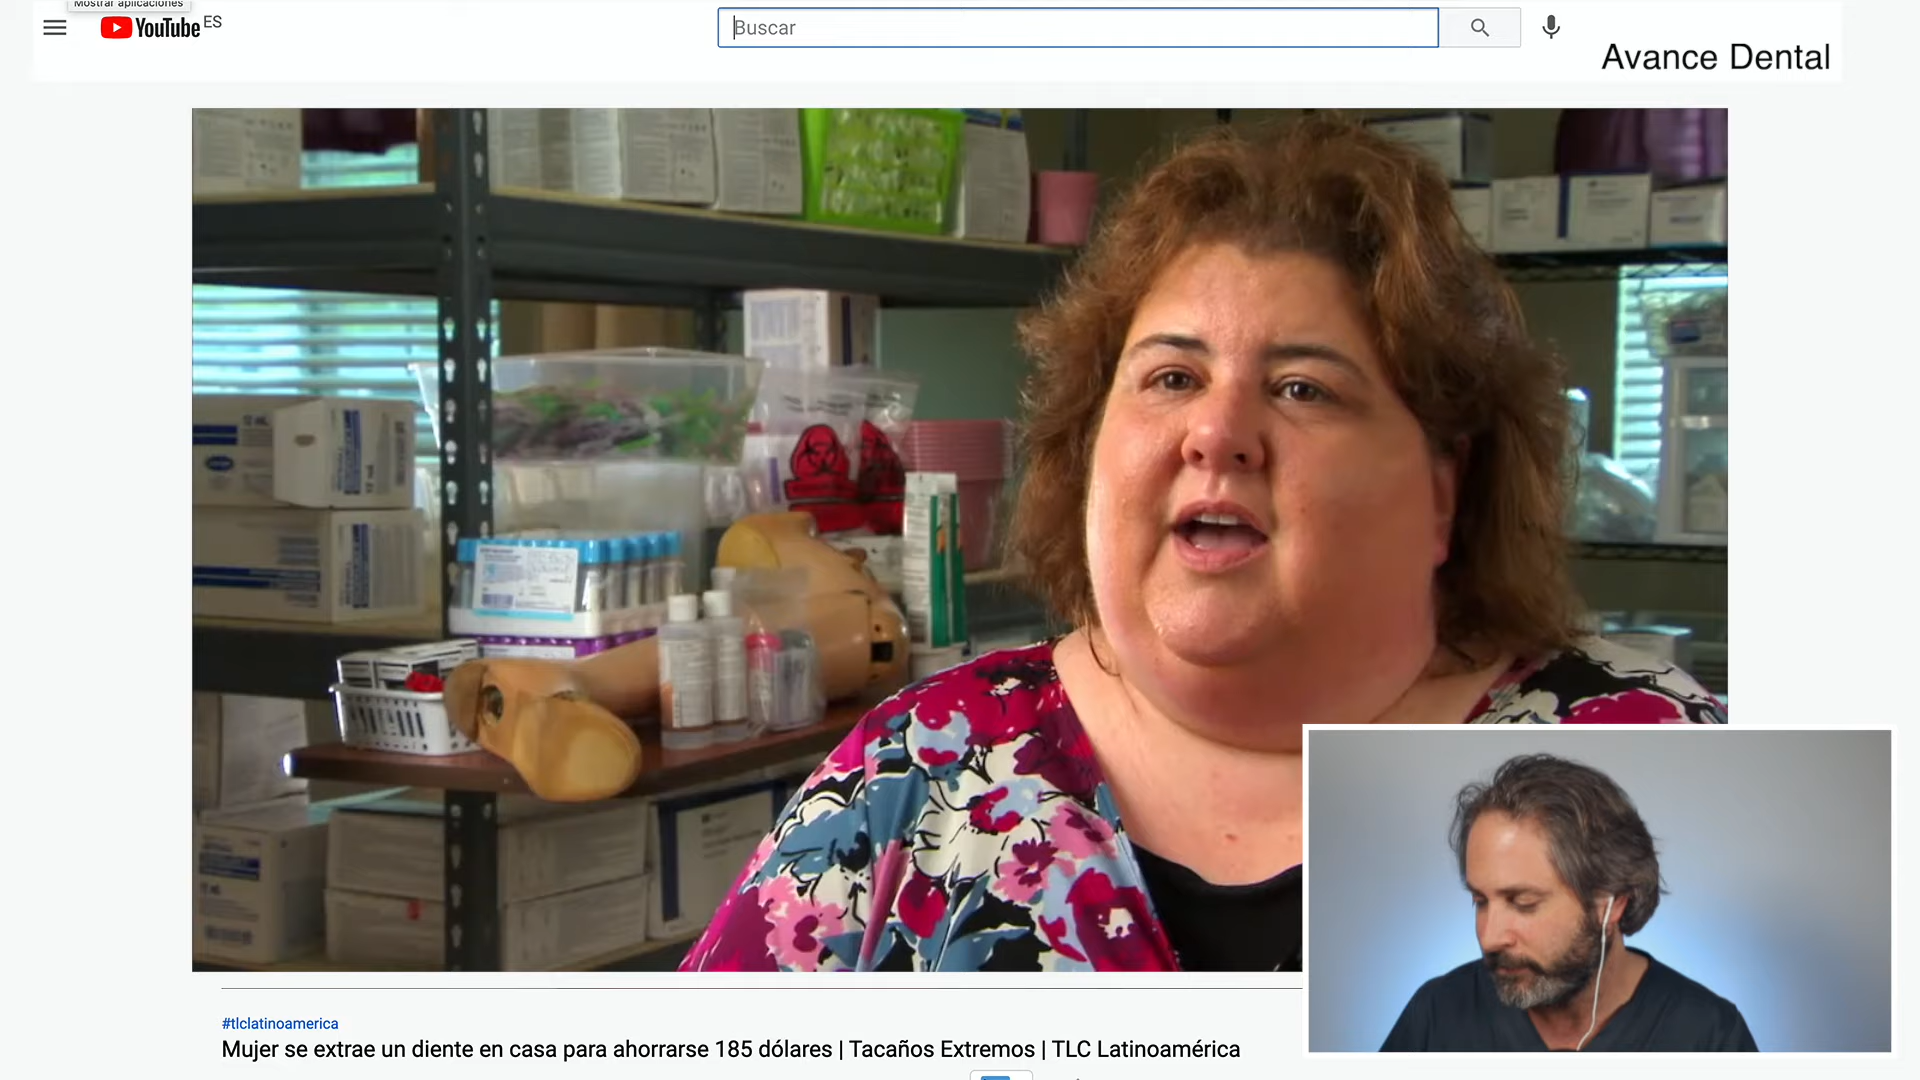 Mostrar aplicaciones
YouTube ES
Buscar
Avance Dental
#tlclatinoamerica
Mujer se extrae un diente en casa para ahorrarse 185 dólares | Tacaños Extremos | TLC Latinoamérica